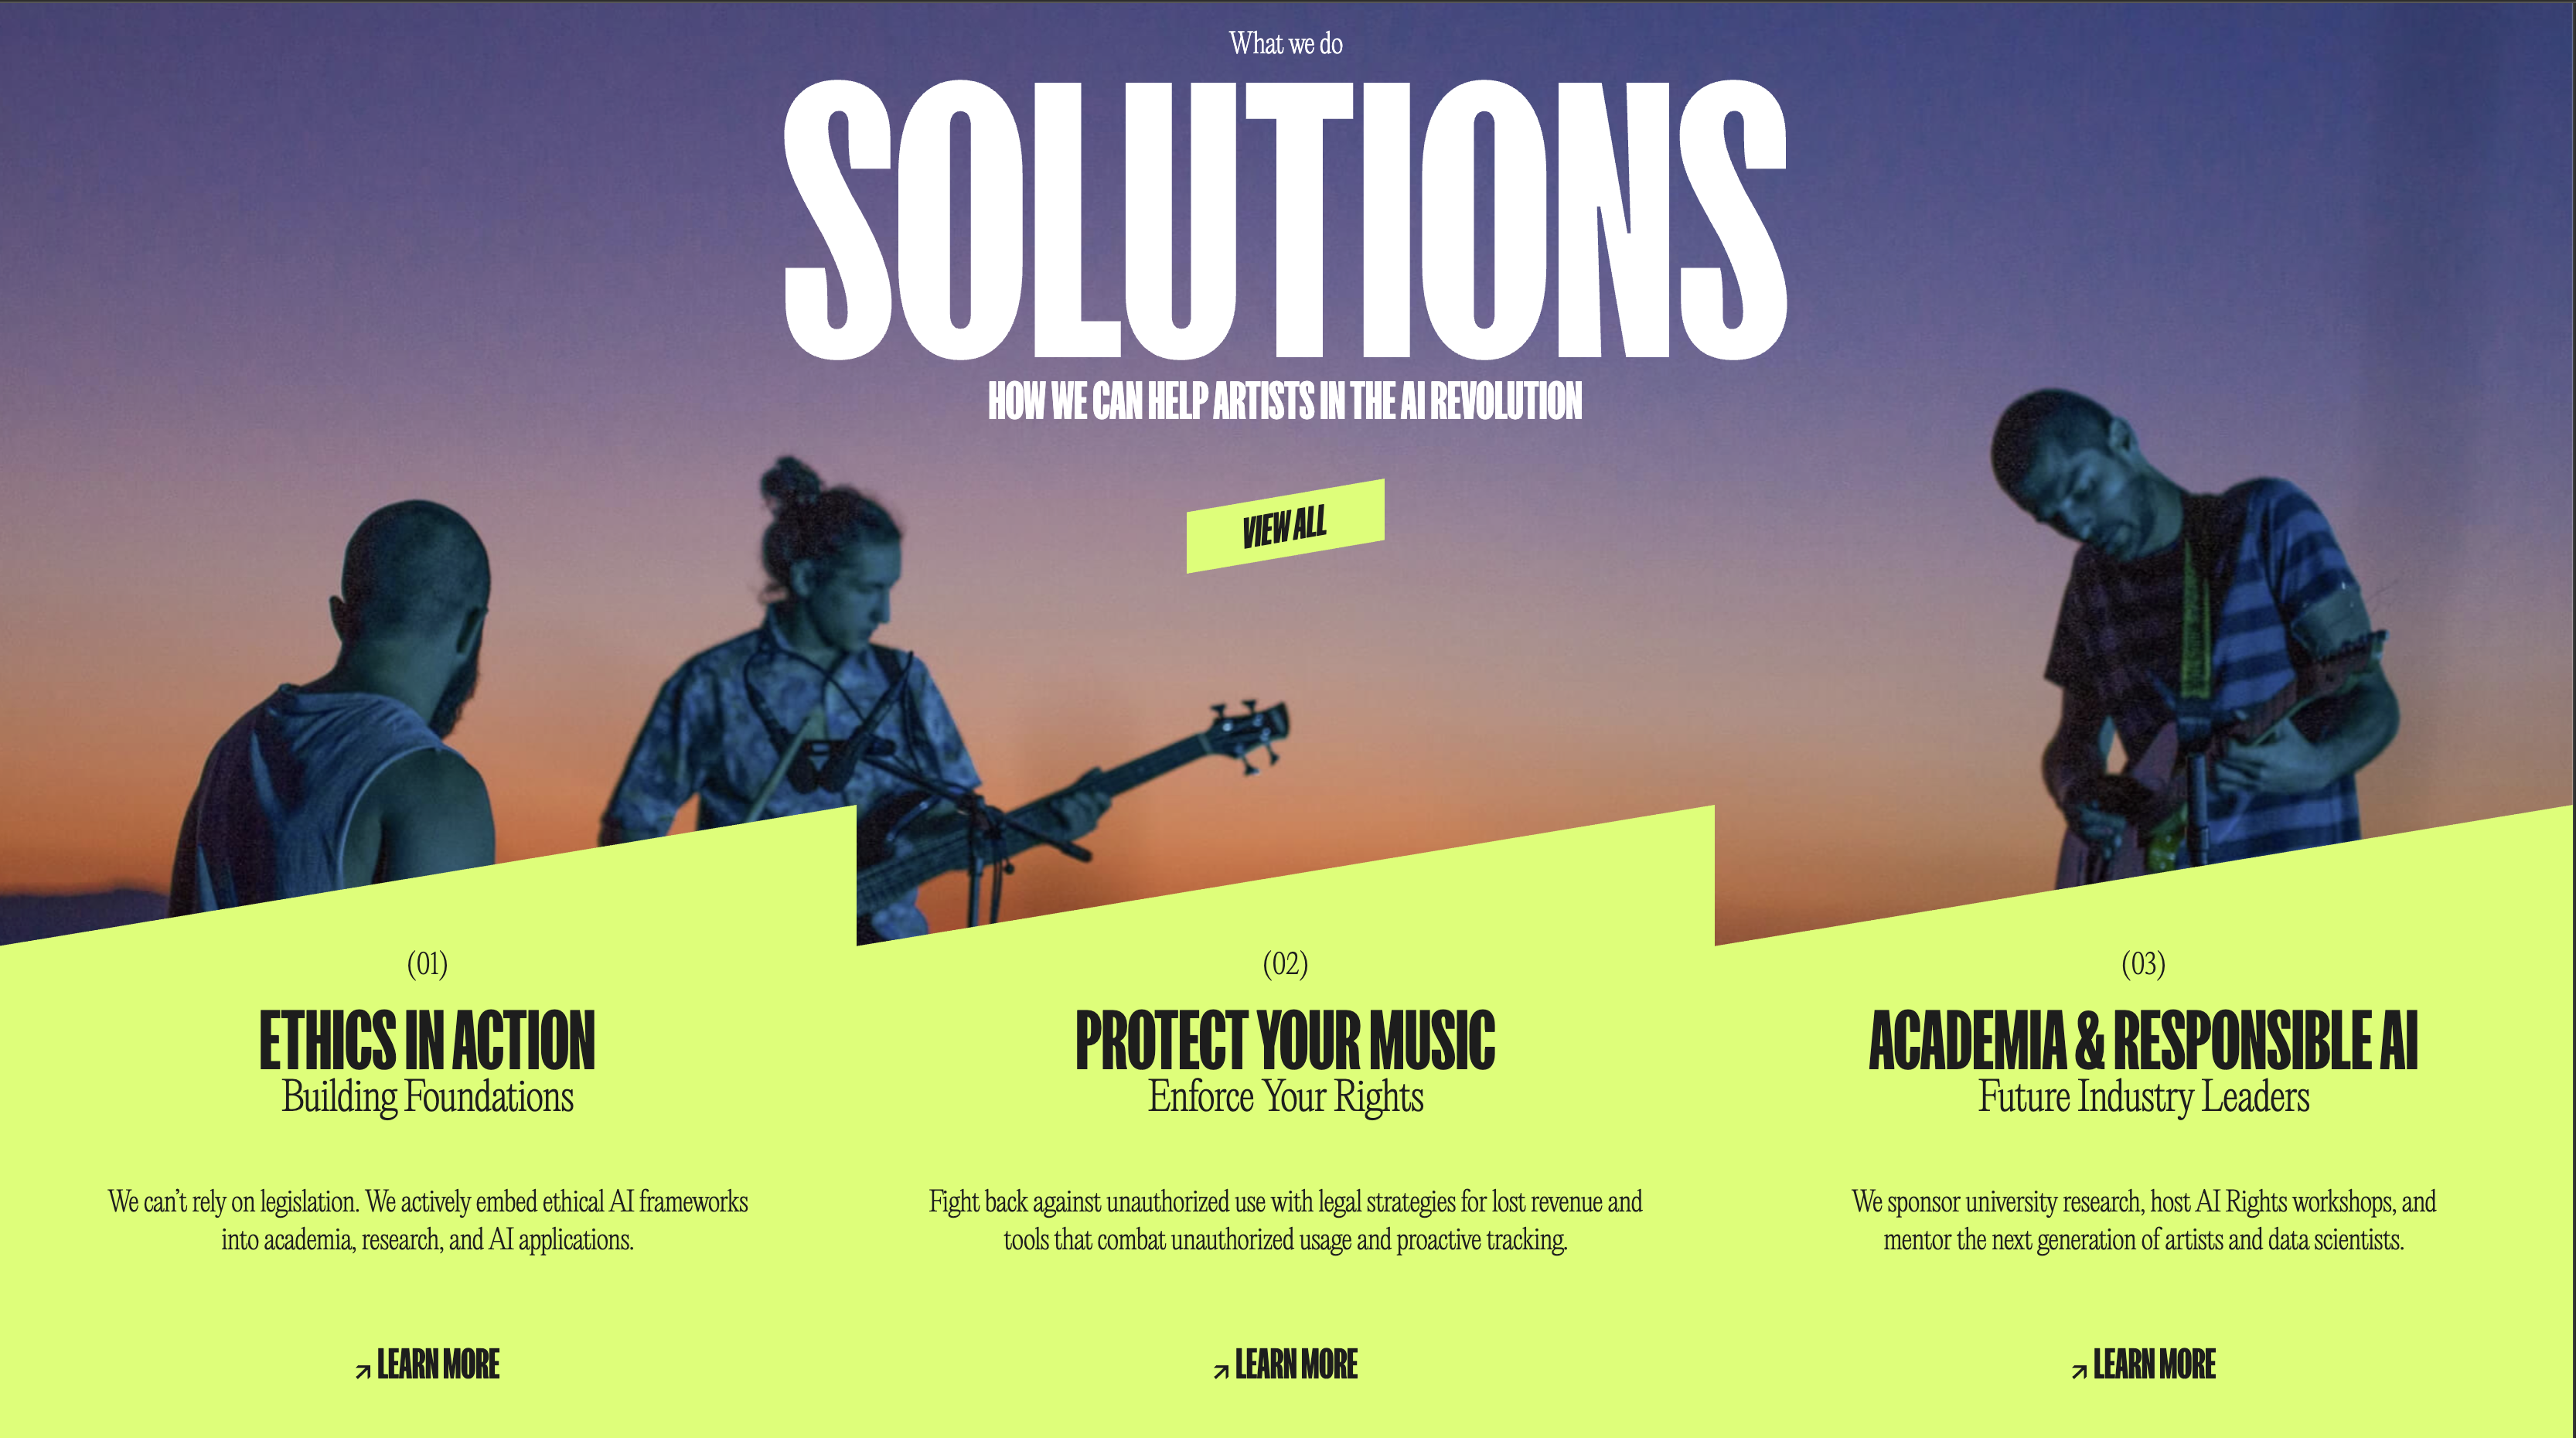 What we do
SOLUTIONS
HOW WE CAN HELP ARTISTS IN THE AI REVOLUTION
VIEW ALL
(01)
ETHICS IN ACTION
Building Foundations
We can’t rely on legislation. We actively embed ethical AI frameworks
into academia, research, and AI applications.
LEARN MORE
(02)
PROTECT YOUR MUSIC
Enforce Your Rights
Fight back against unauthorized use with legal strategies for lost revenue and
tools that combat unauthorized usage and proactive tracking.
LEARN MORE
(03)
ACADEMIA & RESPONSIBLE AI
Future Industry Leaders
We sponsor university research, host AI Rights workshops, and
mentor the next generation of artists and data scientists.
LEARN MORE